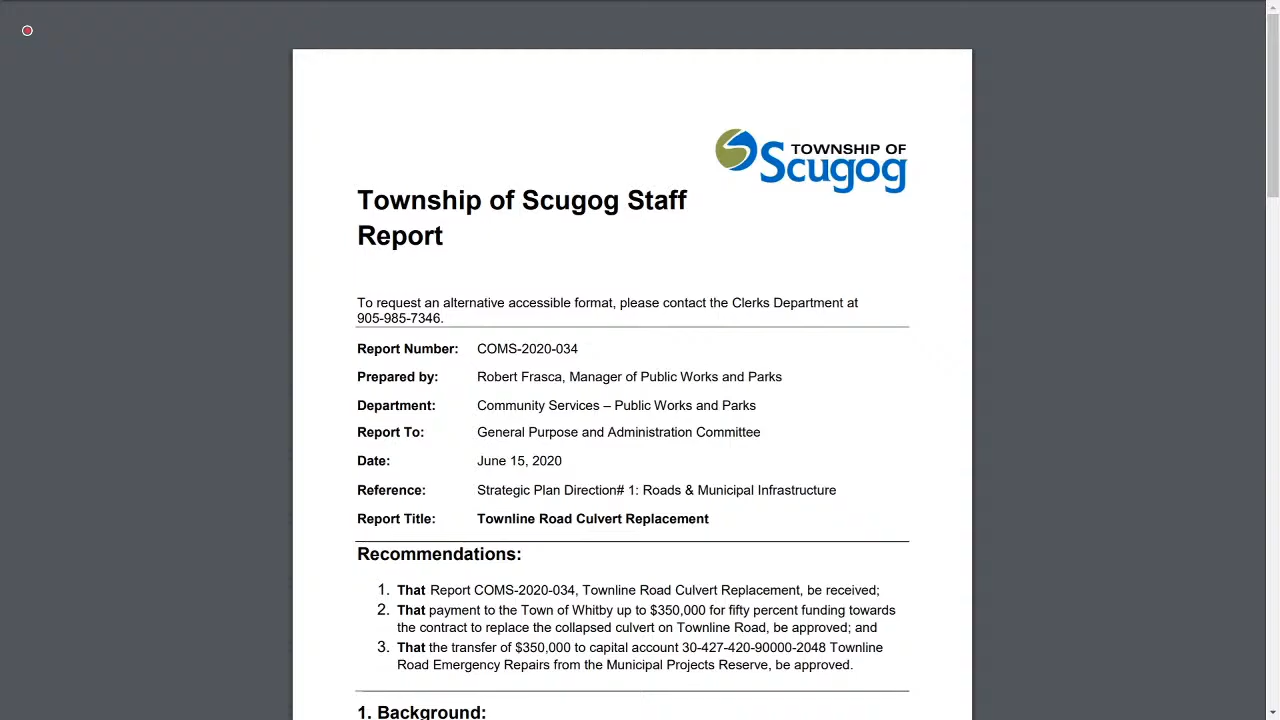 TOWNSHIP OF
Scugog
Township of Scugog Staff
Report
To request an alternative accessible format, please contact the Clerks Department at
905-985-7346.
Report Number: COMS-2020-034
Prepared by: Robert Frasca, Manager of Public Works and Parks
Department: Community Services – Public Works and Parks
Report To: General Purpose and Administration Committee
Date: June 15, 2020
Reference: Strategic Plan Direction# 1: Roads & Municipal Infrastructure
Report Title: Townline Road Culvert Replacement
Recommendations:
1. That Report COMS-2020-034, Townline Road Culvert Replacement, be received;
2. That payment to the Town of Whitby up to $350,000 for fifty percent funding towards
the contract to replace the collapsed culvert on Townline Road, be approved; and
3. That the transfer of $350,000 to capital account 30-427-420-90000-2048 Townline
Road Emergency Repairs from the Municipal Projects Reserve, be approved.
1. Background: